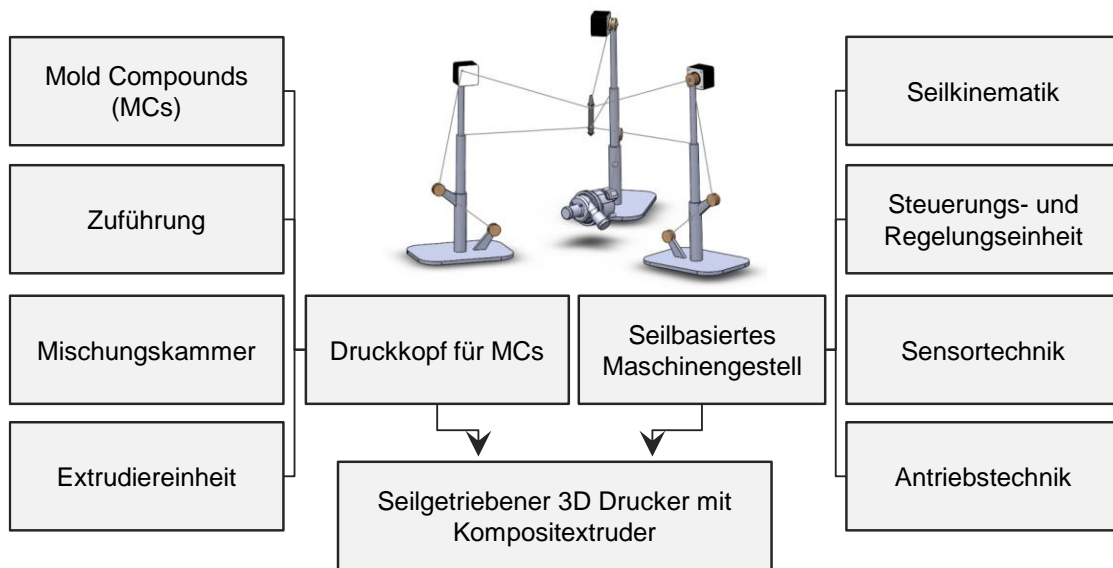 Mold Compounds
(MCs)
Zuführung
Mischungskammer
Extrudiereinheit
Druckkopf für MCs
Seilbasiertes
Maschinengestell
Seilkinematik
Steuerungs- und
Regelungseinheit
Sensortechnik
Antriebstechnik
Seilgetriebener 3D Drucker mit
Kompositextruder